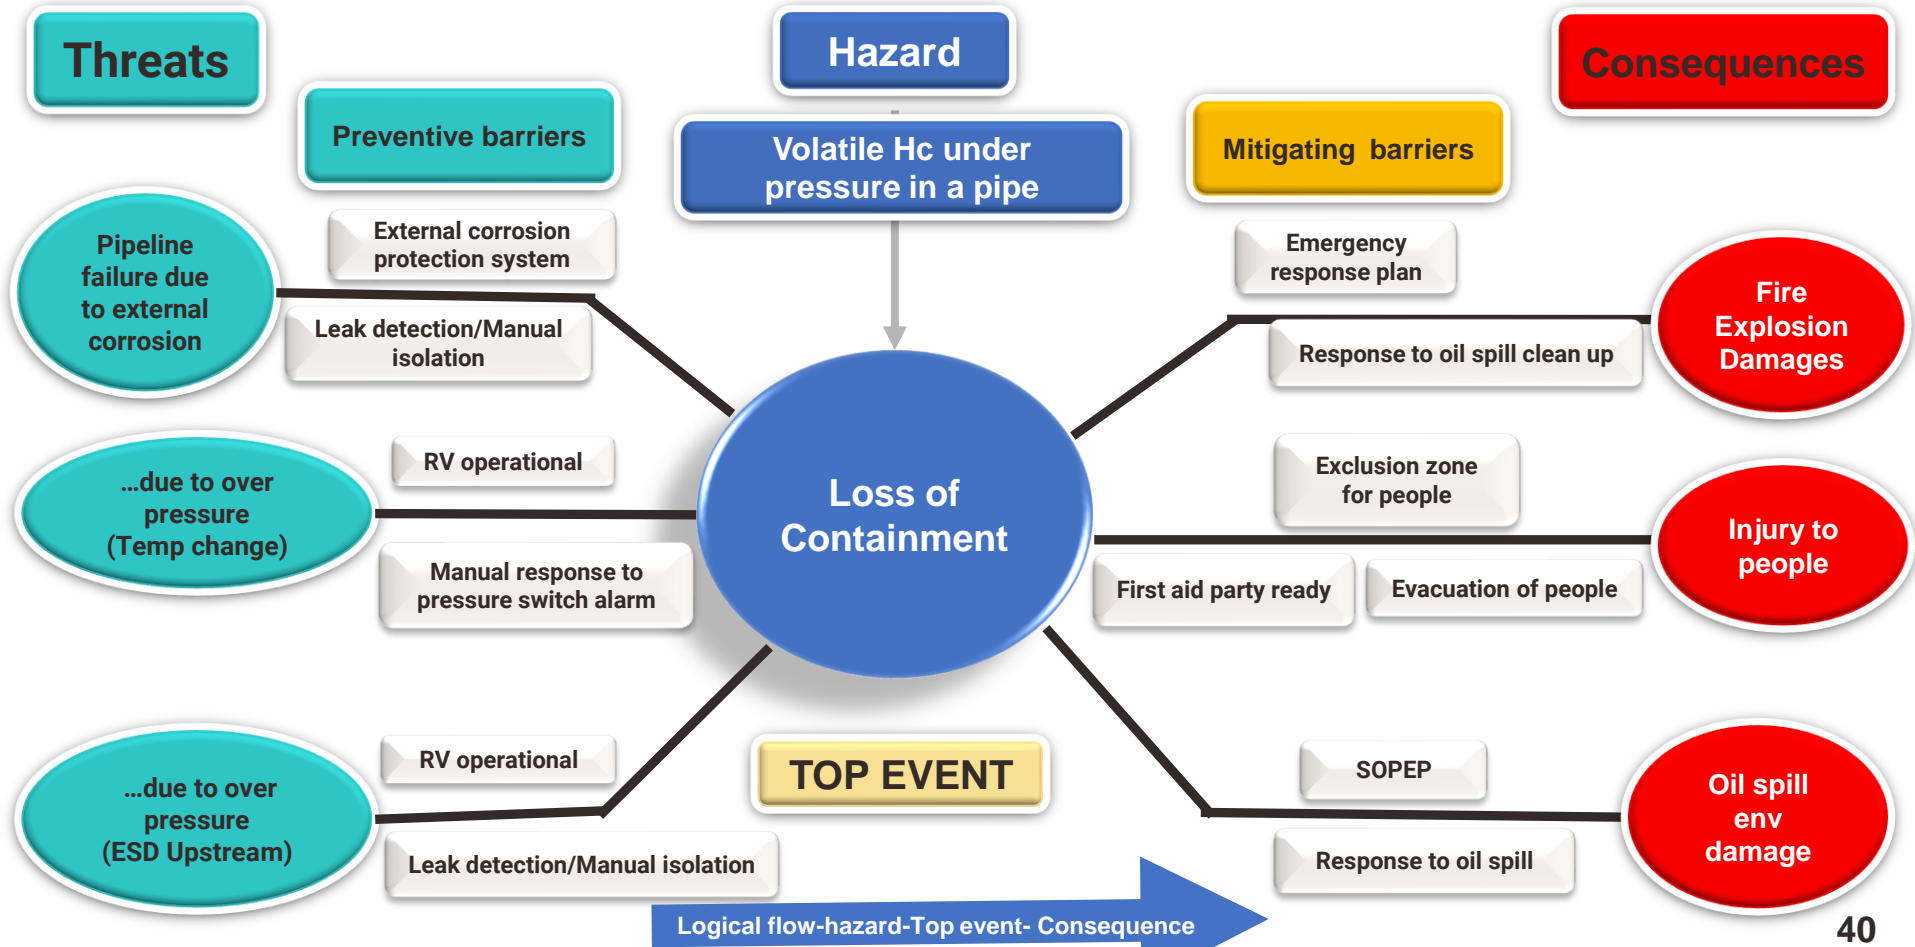 Threats
Hazard
Consequences
Preventive barriers
Volatile Hc under
pressure in a pipe
Mitigating barriers
Pipeline
failure due
to external
corrosion
External corrosion
protection system
Leak detection/Manual
isolation
Emergency
response plan
Response to oil spill clean up
Fire
Explosion
Damages
...due to over
pressure
(Temp change)
RV operational
Manual response to
pressure switch alarm
Loss of
Containment
Exclusion zone
for people
First aid party ready
Evacuation of people
Injury to
people
...due to over
pressure
(ESD Upstream)
RV operational
Leak detection/Manual isolation
TOP EVENT
SOPEP
Response to oil spill
Oil spill
env
damage
Logical flow-hazard-Top event- Consequence
40